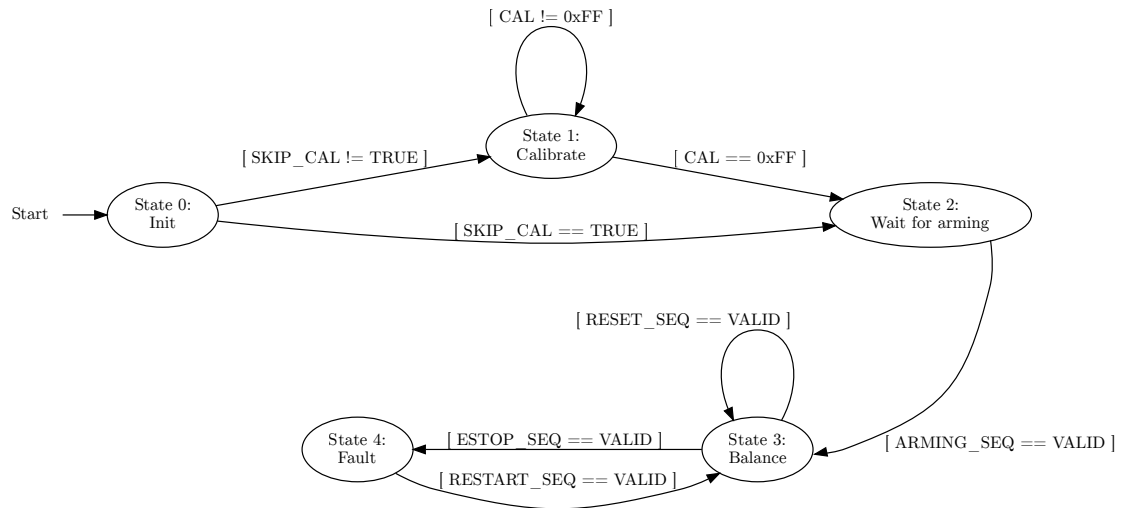 [ CAL != 0xFF ]
State 1:
Calibrate
[ SKIP_CAL != TRUE ]
[ CAL == 0xFF ]
Start
State 0:
Init
State 2:
Wait for arming
[ SKIP_CAL == TRUE ]
[ RESET_SEQ == VALID ]
State 4:
Fault
[ ESTOP_SEQ == VALID ]
State 3:
Balance
[ ARMING_SEQ == VALID ]
[ RESTART_SEQ == VALID ]